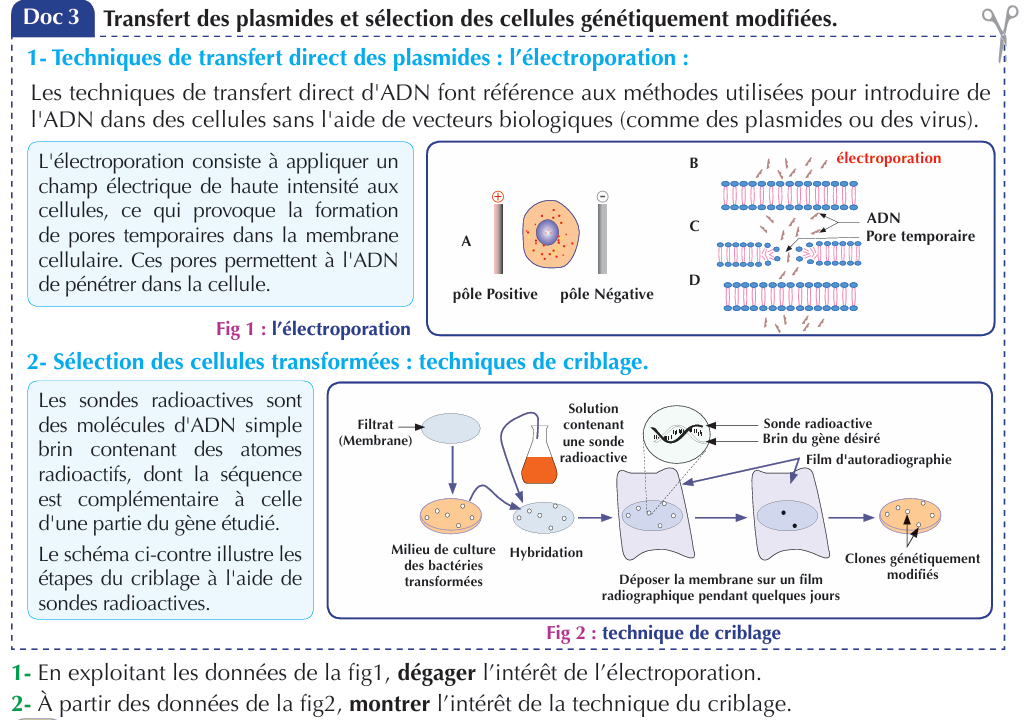 Doc 3 Transfert des plasmides et sélection des cellules génétiquement modifiées.
1- Techniques de transfert direct des plasmides : l'électroporation :
Les techniques de transfert direct d'ADN font référence aux méthodes utilisées pour introduire de
l'ADN dans des cellules sans l'aide de vecteurs biologiques (comme des plasmides ou des virus).
L'électroporation consiste à appliquer un
champ électrique de haute intensité aux
cellules, ce qui provoque la formation
de pores temporaires dans la membrane
cellulaire. Ces pores permettent à l'ADN
de pénétrer dans la cellule.
Fig 1 : l'électroporation
+
-
A
pôle Positive pôle Négative
B
électroporation
C
ADN
Pore temporaire
D
2- Sélection des cellules transformées : techniques de criblage.
Les sondes radioactives sont
des molécules d'ADN simple
brin contenant des atomes
radioactifs, dont la séquence
est complémentaire à celle
d'une partie du gène étudié.
Le schéma ci-contre illustre les
étapes du criblage à l'aide de
sondes radioactives.
Filtrat
(Membrane)
Solution
contenant
une sonde
radioactive
Sonde radioactive
Brin du gène désiré
Film d'autoradiographie
Milieu de culture
des bactéries
transformées
Hybridation
Déposer la membrane sur un film
radiographique pendant quelques jours
Clones génétiquement
modifiés
Fig 2 : technique de criblage
1- En exploitant les données de la fig1, dégager l'intérêt de l'électroporation.
2- À partir des données de la fig2, montrer l'intérêt de la technique du criblage.